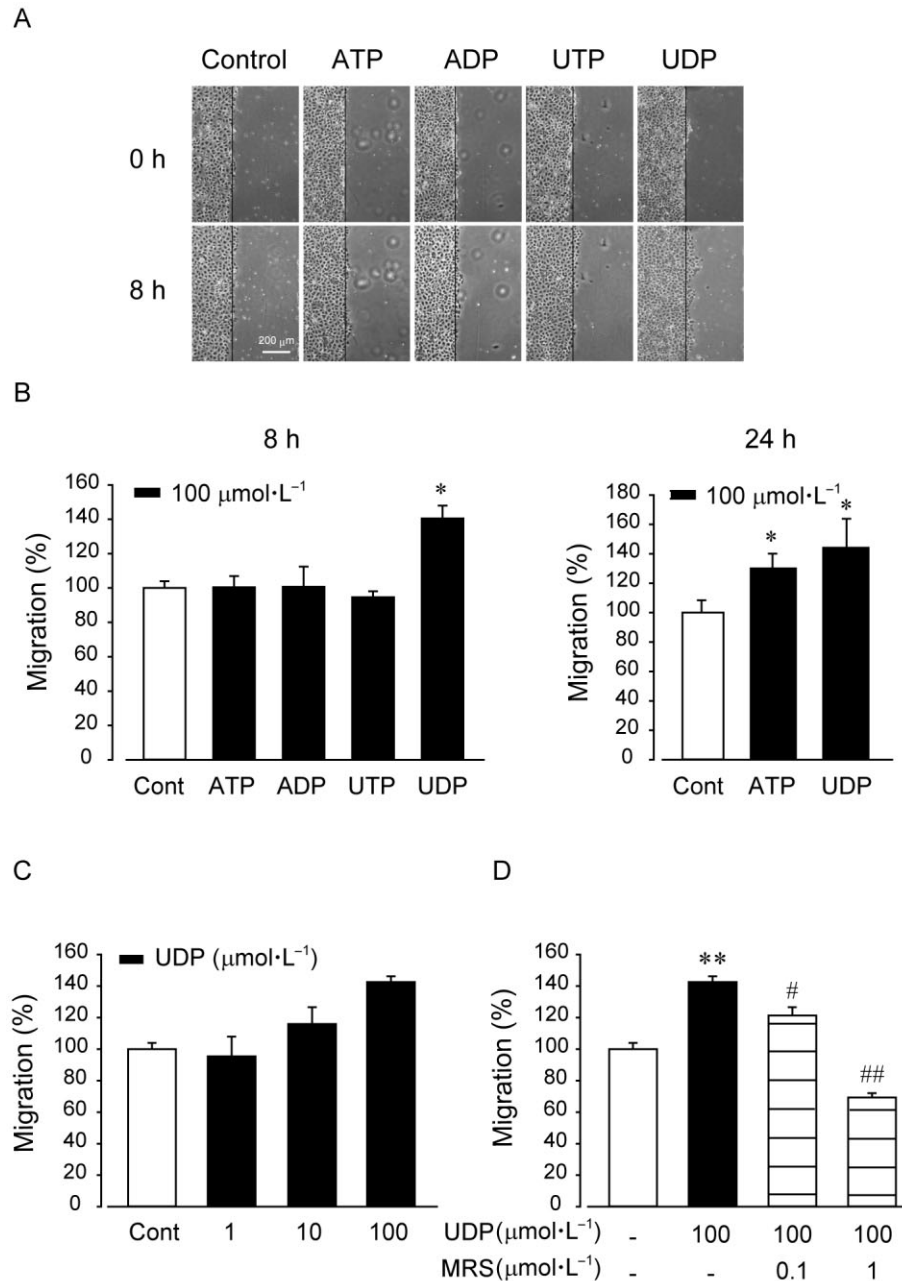 A
Control ATP ADP UTP UDP
0 h
8 h
200 μm
B
8 h
100 μmol·L⁻¹
*
Migration (%)
160
140
120
100
80
60
40
20
0
Cont ATP ADP UTP UDP
24 h
100 μmol·L⁻¹
*
*
Migration (%)
180
160
140
120
100
80
60
40
20
0
Cont ATP UDP
C
UDP (μmol·L⁻¹)
Migration (%)
160
140
120
100
80
60
40
20
0
Cont 1 10 100
D
**
#
##
Migration (%)
160
140
120
100
80
60
40
20
0
UDP(μmol·L⁻¹) - 100 100 100
MRS(μmol·L⁻¹) - - 0.1 1